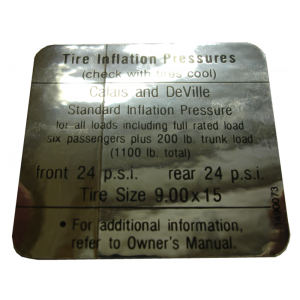 Tire Inflation Pressures
(check with tires cool)
Calais and DeVille
Standard Inflation Pressure
for all loads including full rated load
six passengers plus 200 lb. trunk load
(1100 lb. total)
front 24 p.s.i. rear 24 p.s.i.
Tire Size 9.00x15
• For additional information,
refer to Owner's Manual.